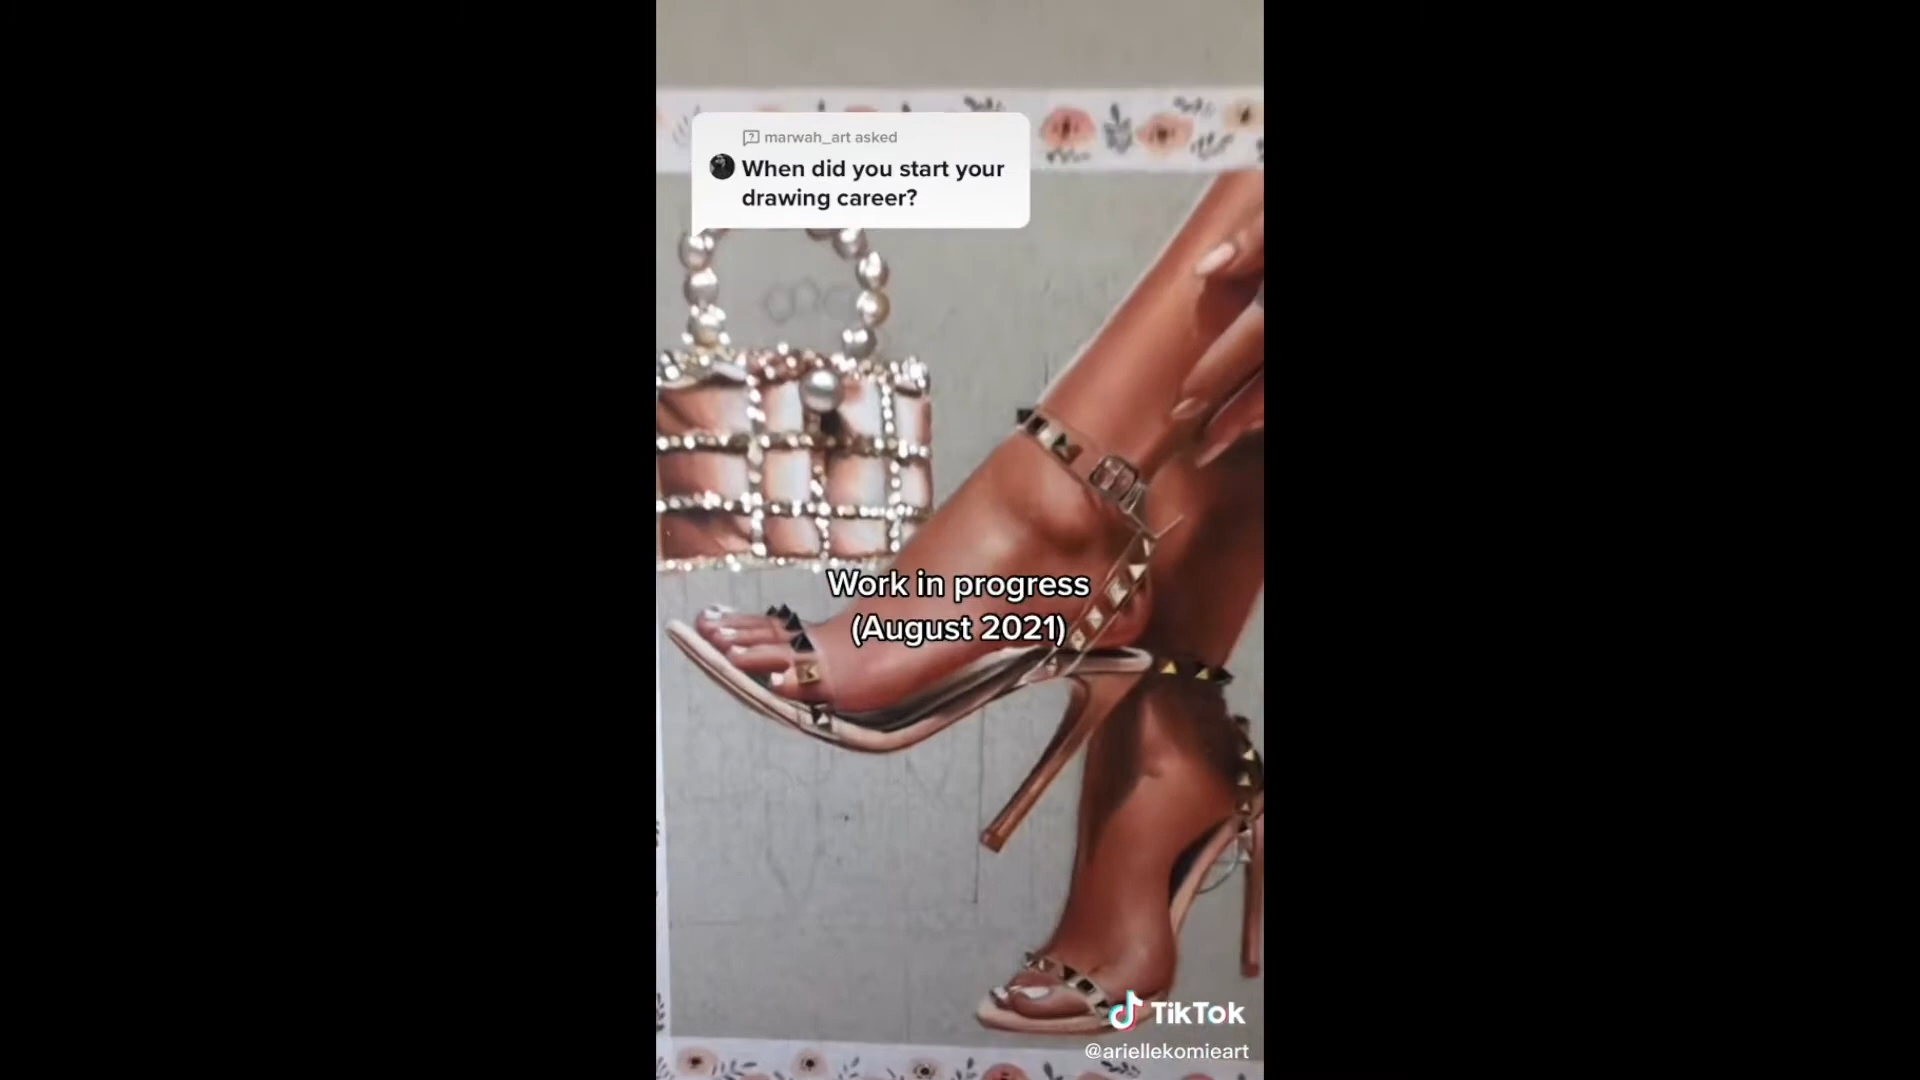 marwah_art asked
When did you start your
drawing career?
Work in progress
(August 2021)
TikTok
@ariellekomieart